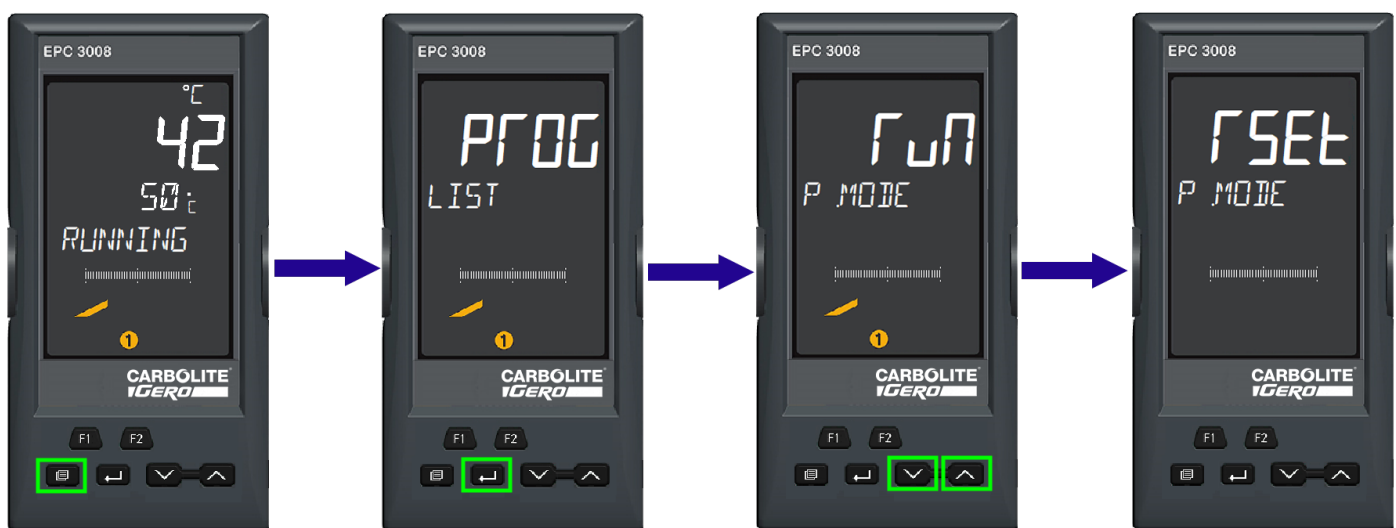 EPC 3008
°C
42
50 °C
RUNNING
1
CARBOLITE
GERO
F1 F2
EPC 3008
PrOG
LIST
1
CARBOLITE
GERO
F1 F2
EPC 3008
run
P.MODE
1
CARBOLITE
GERO
F1 F2
EPC 3008
rSEt
P.MODE
CARBOLITE
GERO
F1 F2